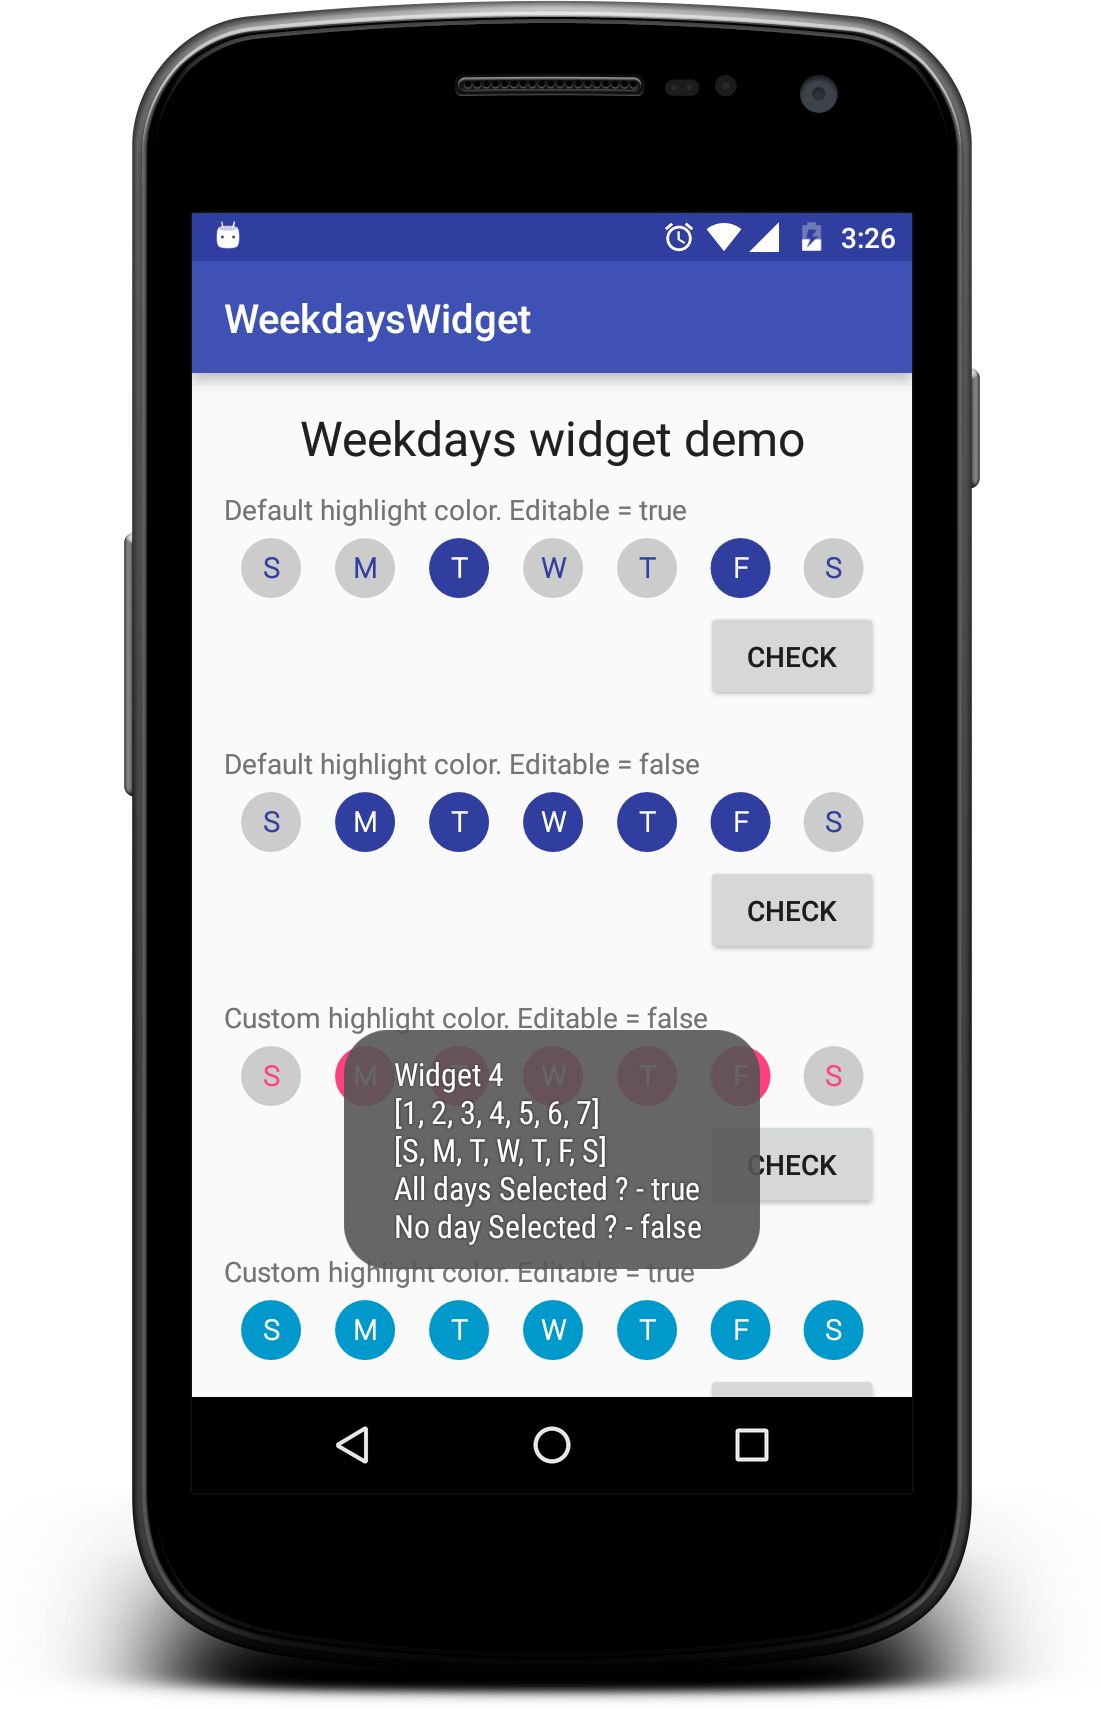 3:26
WeekdaysWidget
Weekdays widget demo
Default highlight color. Editable = true
S M T W T F S
CHECK
Default highlight color. Editable = false
S M T W T F S
CHECK
Custom highlight color. Editable = false
S M T W T F S
Widget 4
[1, 2, 3, 4, 5, 6, 7]
[S, M, T, W, T, F, S]
All days Selected ? - true
No day Selected ? - false
CHECK
Custom highlight color. Editable = true
S M T W T F S